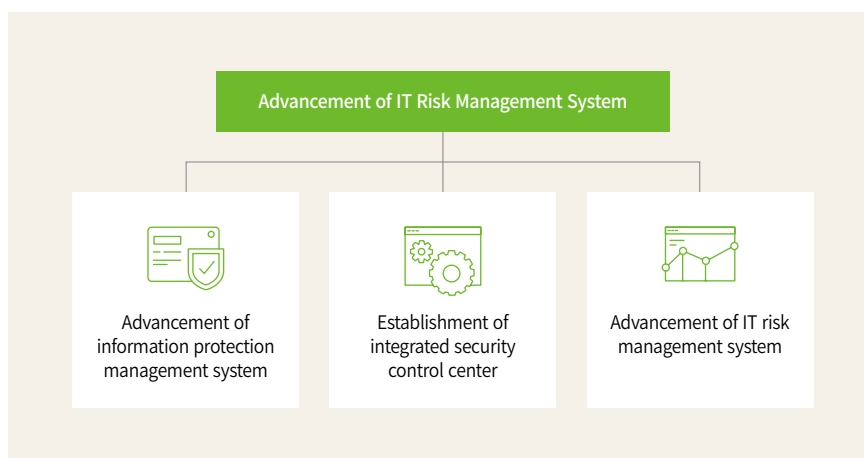 Advancement of IT Risk Management System
Advancement of
information protection
management system
Establishment of
integrated security
control center
Advancement of IT risk
management system